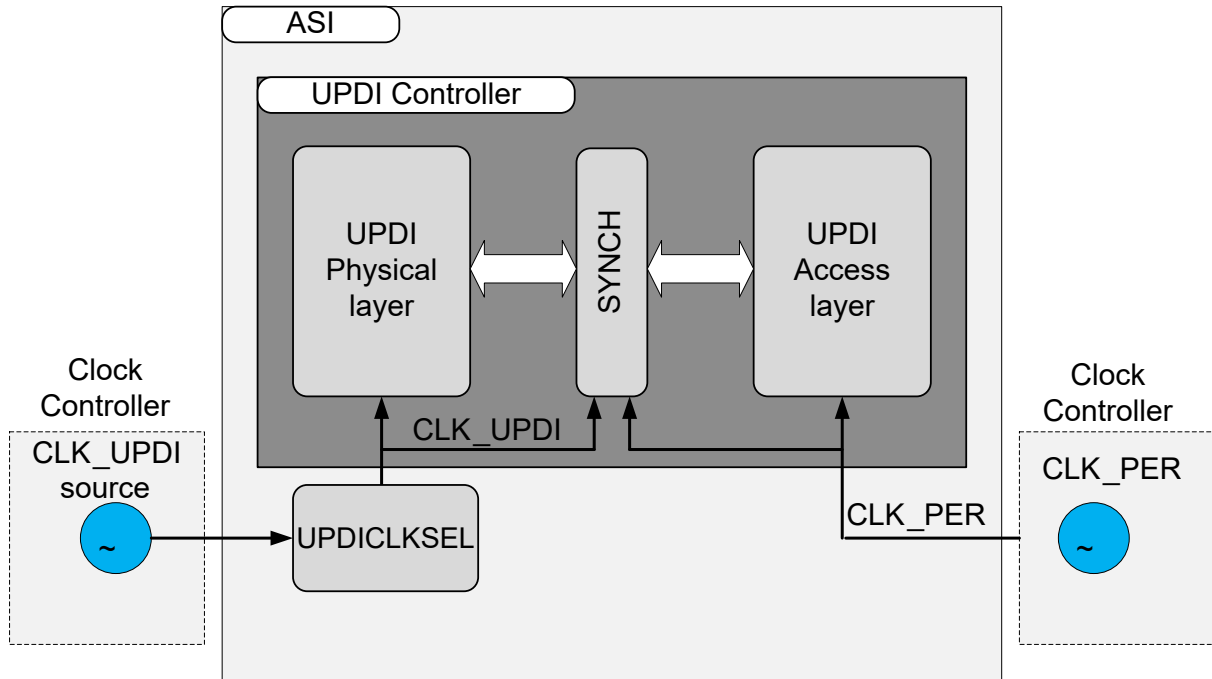 ASI
UPDI Controller
UPDI
Physical
layer
SYNCH
UPDI
Access
layer
Clock
Controller
CLK_UPDI
source
~
CLK_UPDI
UPDICLKSEL
CLK_PER
Clock
Controller
CLK_PER
~